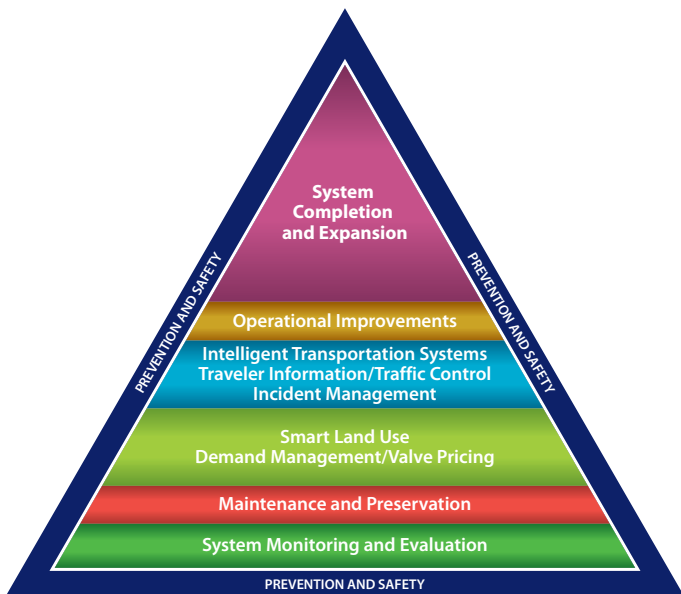 System
Completion
and Expansion
PREVENTION AND SAFETY
PREVENTION AND SAFETY
Operational Improvements
Intelligent Transportation Systems
Traveler Information/Traffic Control
Incident Management
Smart Land Use
Demand Management/Valve Pricing
Maintenance and Preservation
System Monitoring and Evaluation
PREVENTION AND SAFETY